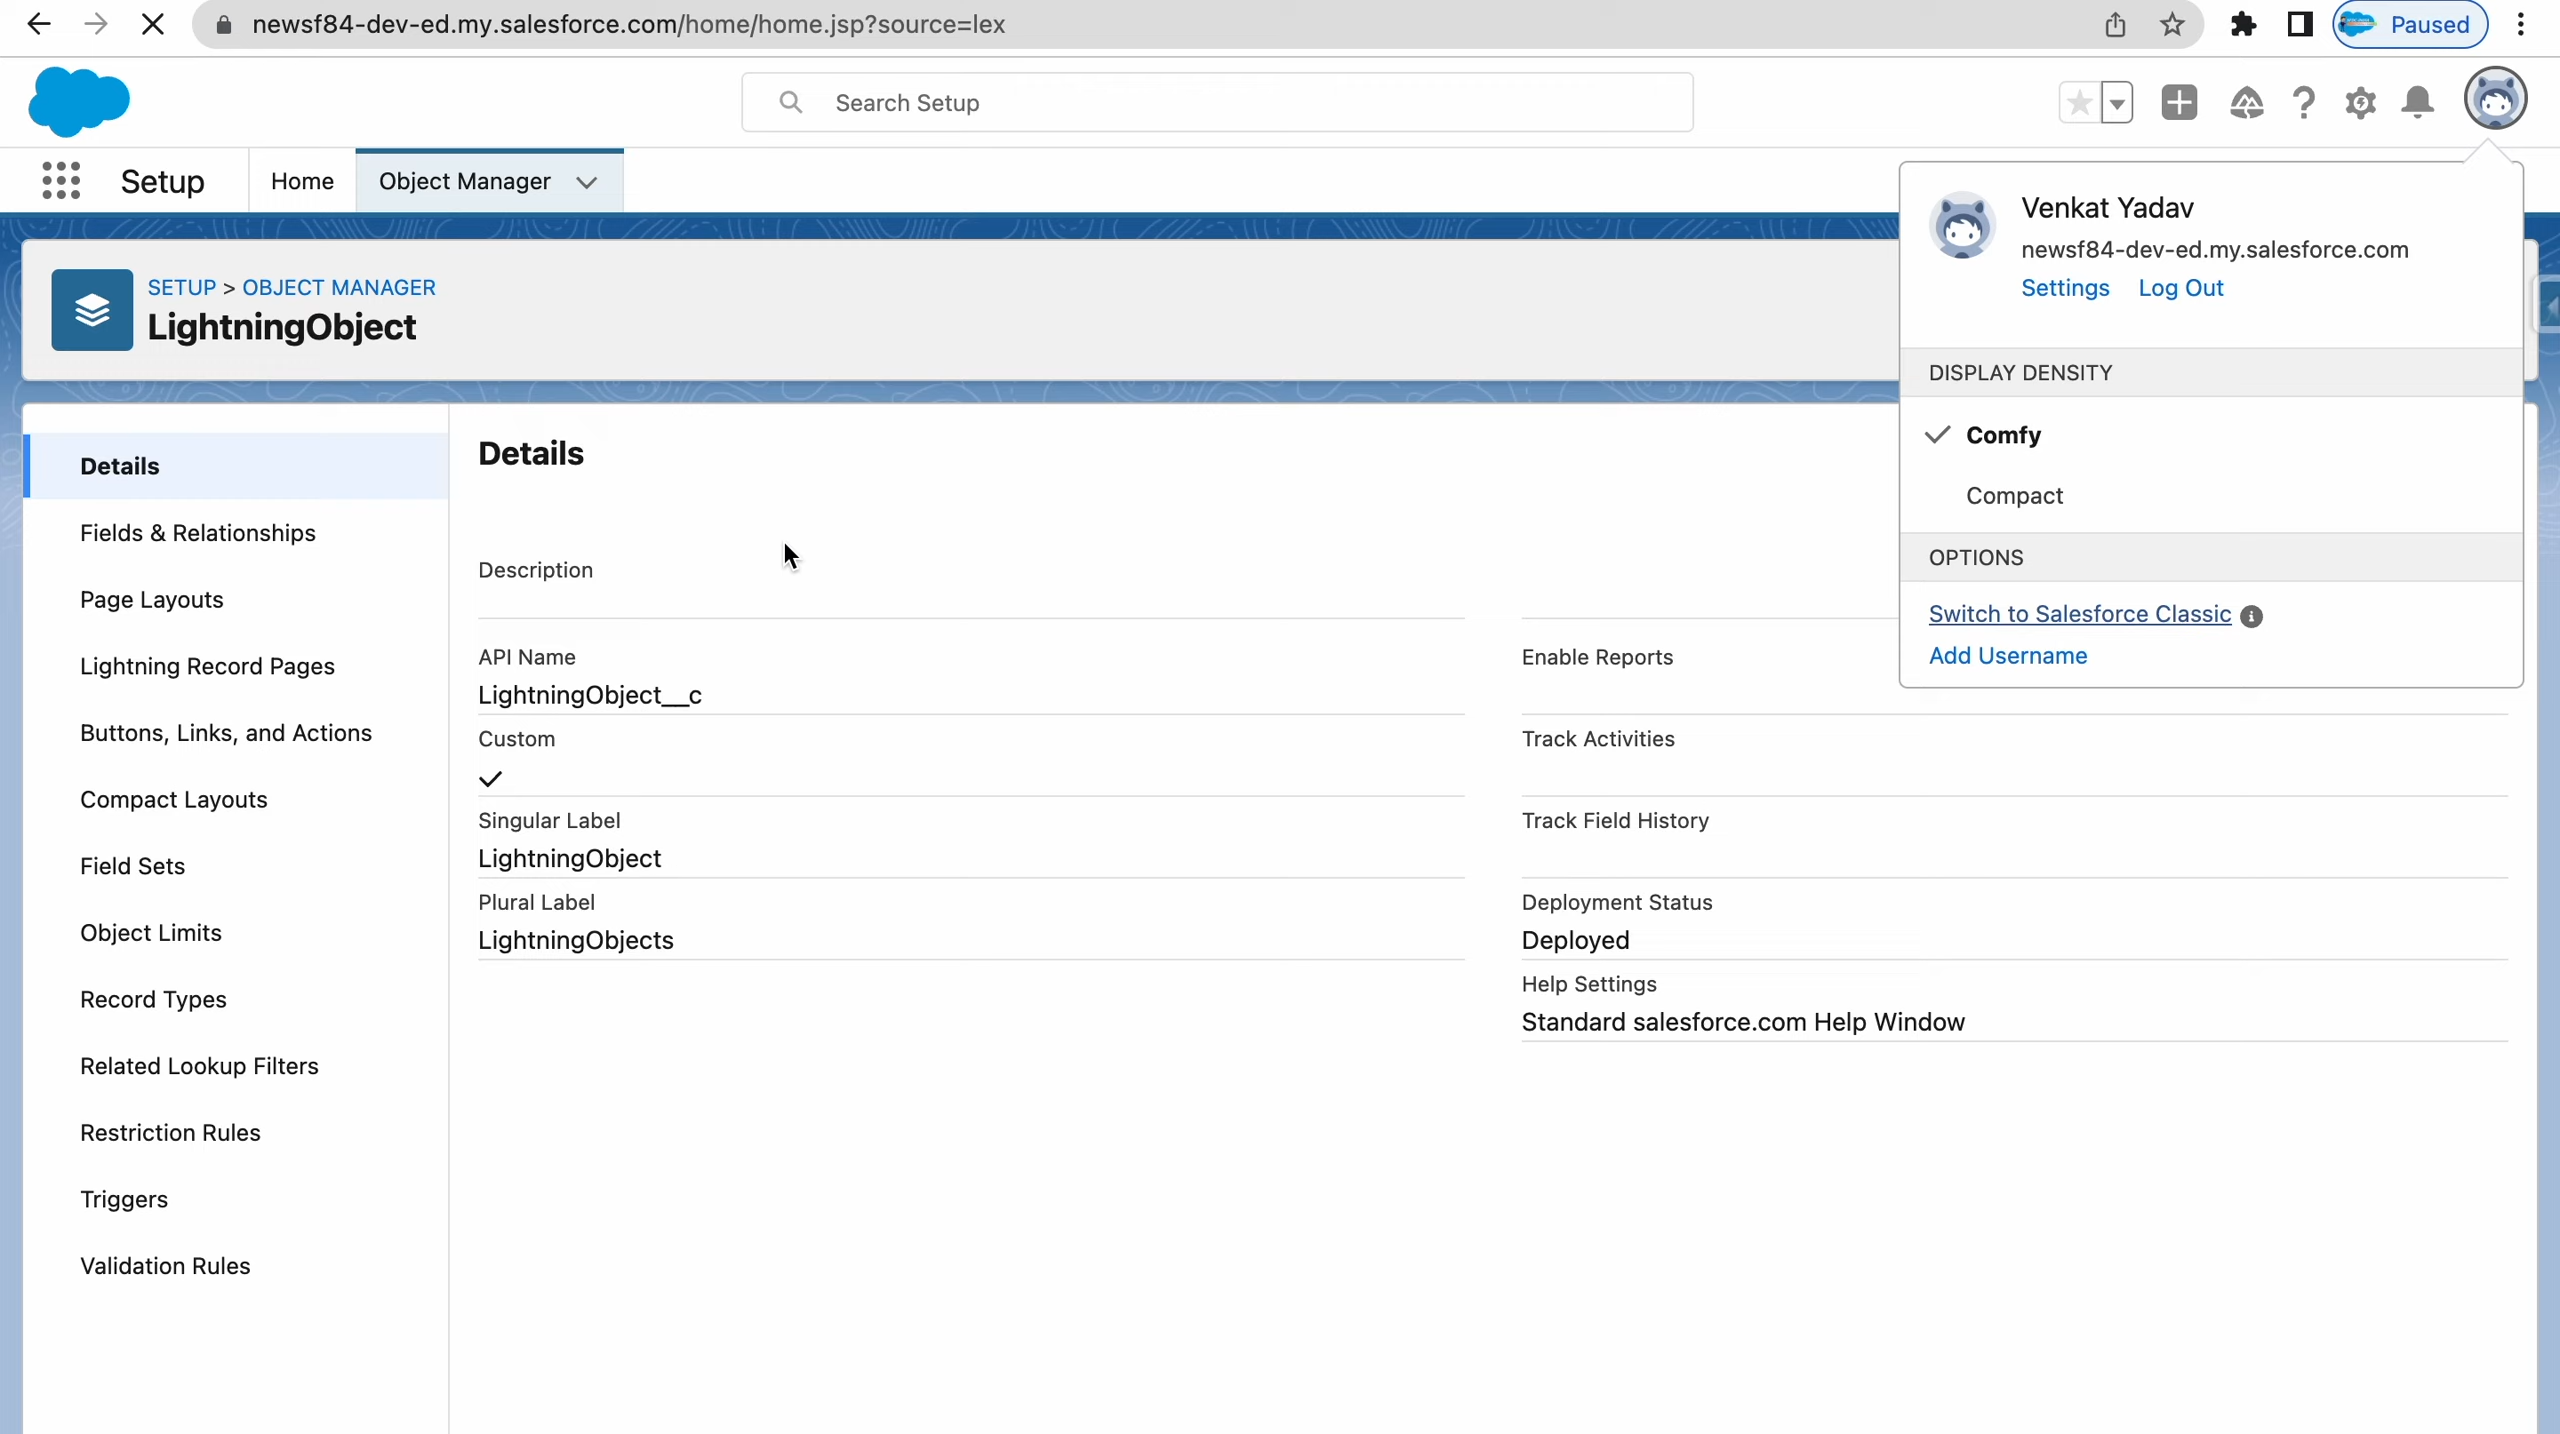 newsf84-dev-ed.my.salesforce.com/home/home.jsp?source=lex
Paused
Search Setup
Setup
Home
Object Manager
SETUP > OBJECT MANAGER
LightningObject
Venkat Yadav
newsf84-dev-ed.my.salesforce.com
Settings
Log Out
DISPLAY DENSITY
Comfy
Compact
OPTIONS
Switch to Salesforce Classic
Add Username
Details
Fields & Relationships
Page Layouts
Lightning Record Pages
Buttons, Links, and Actions
Compact Layouts
Field Sets
Object Limits
Record Types
Related Lookup Filters
Restriction Rules
Triggers
Validation Rules
Details
Description
API Name
LightningObject__c
Custom
Singular Label
LightningObject
Plural Label
LightningObjects
Enable Reports
Track Activities
Track Field History
Deployment Status
Deployed
Help Settings
Standard salesforce.com Help Window